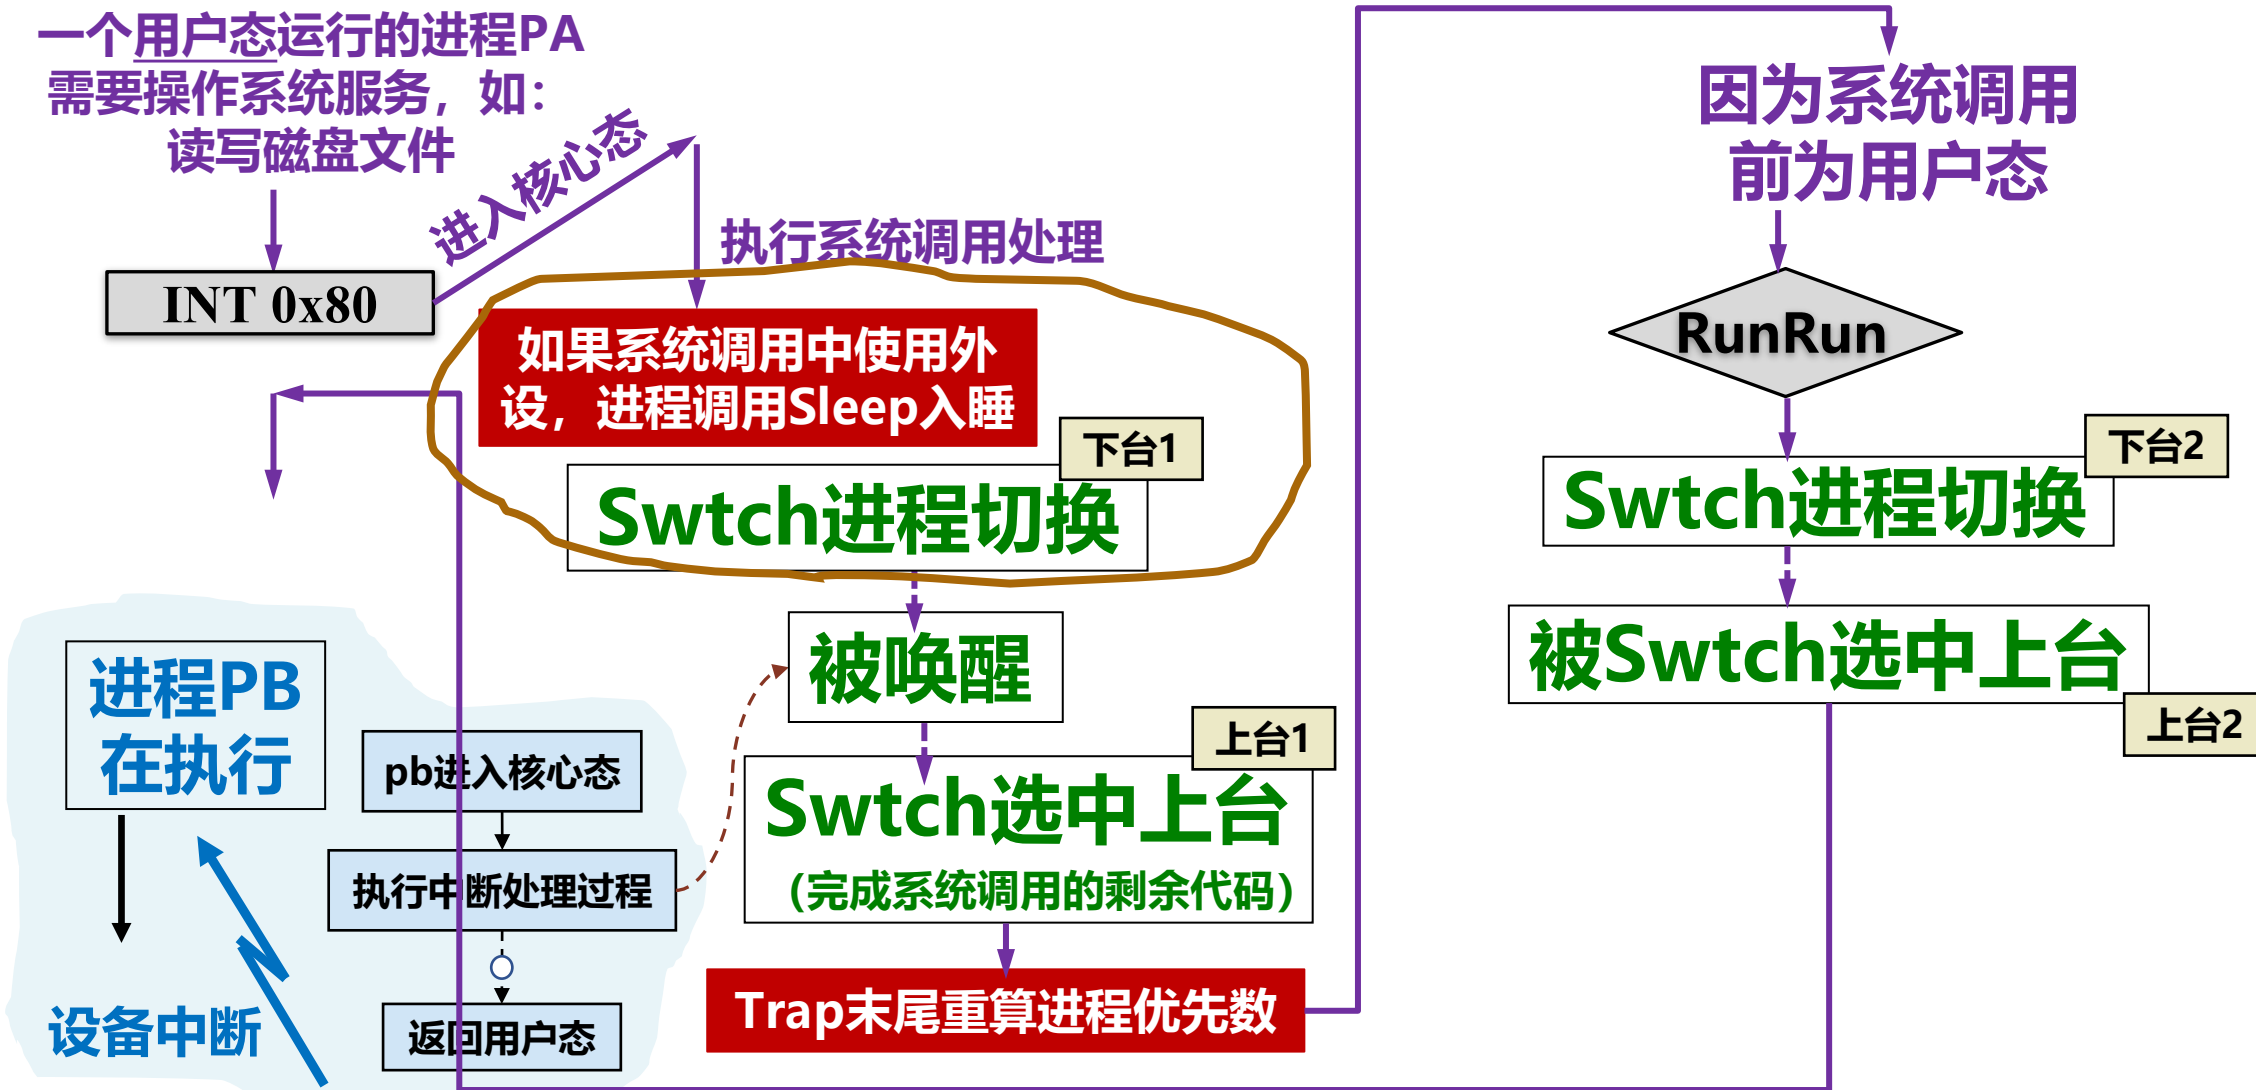 一个用户态运行的进程PA
需要操作系统服务，如：
读写磁盘文件
进入核心态
INT 0x80
执行系统调用处理
如果系统调用中使用外
设，进程调用Sleep入睡
下台1
Swtch进程切换
被唤醒
上台1
Swtch选中上台
（完成系统调用的剩余代码）
Trap末尾重算进程优先数
进程PB
在执行
设备中断
pb进入核心态
执行中断处理过程
返回用户态
因为系统调用
前为用户态
RunRun
下台2
Swtch进程切换
被Swtch选中上台
上台2